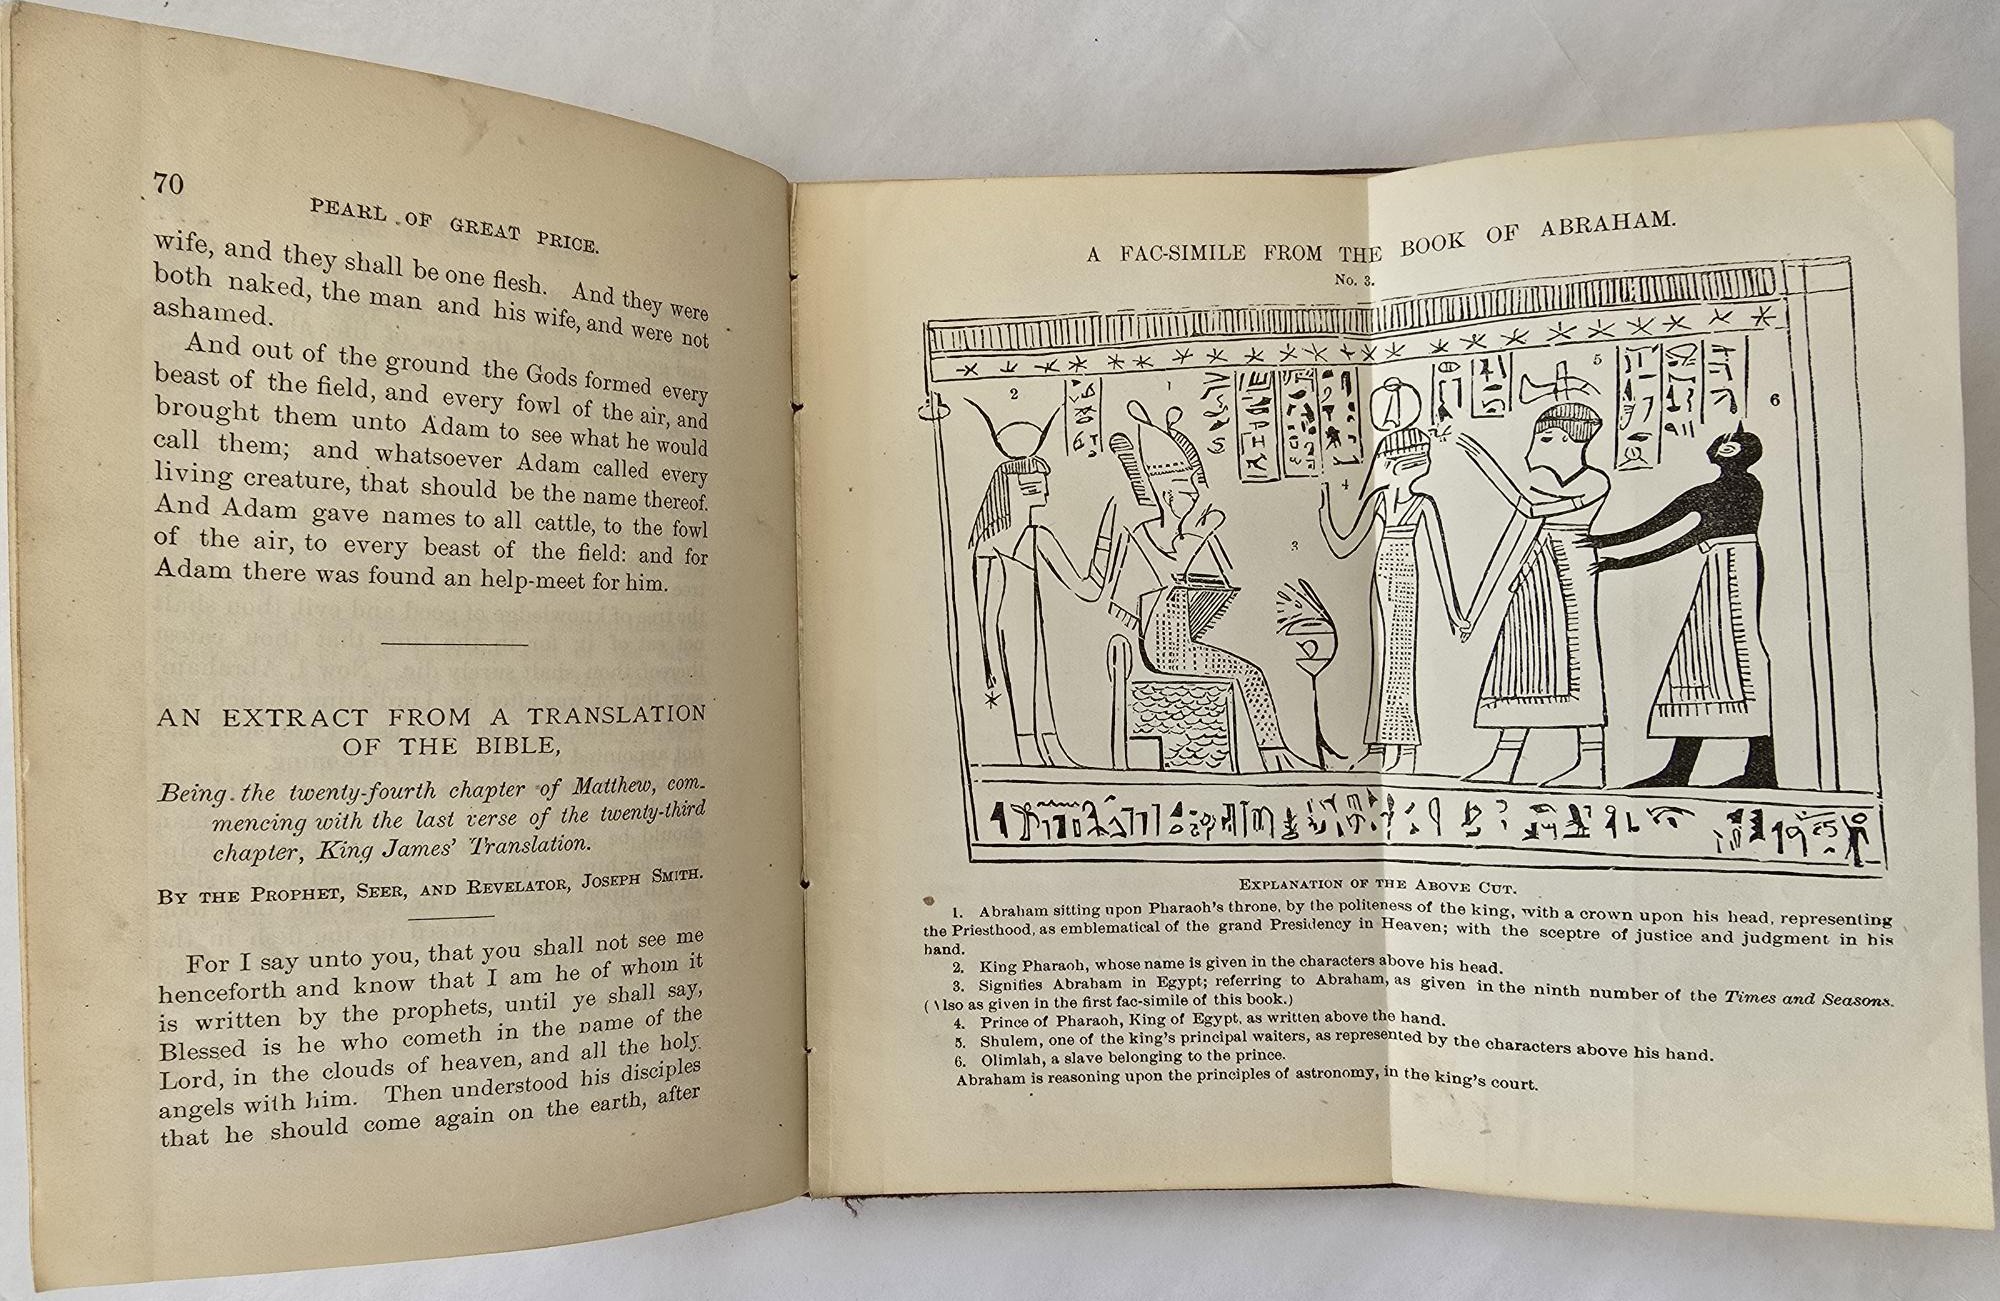 70
PEARL OF GREAT PRICE.
wife, and they shall be one flesh. And they were
both naked, the man and his wife, and were not
ashamed.
And out of the ground the Gods formed every
beast of the field, and every fowl of the air, and
brought them unto Adam to see what he would
call them; and whatsoever Adam called every
living creature, that should be the name thereof.
And Adam gave names to all cattle, to the fowl
of the air, to every beast of the field: and for
Adam there was found an help-meet for him.
AN EXTRACT FROM A TRANSLATION
OF THE BIBLE,
Being the twenty-fourth chapter of Matthew, com-
mencing with the last verse of the twenty-third
chapter, King James' Translation.
BY THE PROPHET, SEER, AND REVELATOR, JOSEPH SMITH.
For I say unto you, that you shall not see me
henceforth and know that I am he of whom it
is written by the prophets, until ye shall say,
Blessed is he who cometh in the name of the
Lord, in the clouds of heaven, and all the holy
angels with him. Then understood his disciples
that he should come again on the earth, after
A FAC-SIMILE FROM THE BOOK OF ABRAHAM.
No. 3.
2
1
5
6
4
3
EXPLANATION OF THE ABOVE CUT.
1. Abraham sitting upon Pharaoh's throne, by the politeness of the king, with a crown upon his head, representing
the Priesthood, as emblematical of the grand Presidency in Heaven; with the sceptre of justice and judgment in his
hand.
2. King Pharaoh, whose name is given in the characters above his head.
3. Signifies Abraham in Egypt; referring to Abraham, as given in the ninth number of the Times and Seasons.
(Also as given in the first fac-simile of this book.)
4. Prince of Pharaoh, King of Egypt, as written above the hand.
5. Shulem, one of the king's principal waiters, as represented by the characters above his hand.
6. Olimlah, a slave belonging to the prince.
Abraham is reasoning upon the principles of astronomy, in the king's court.